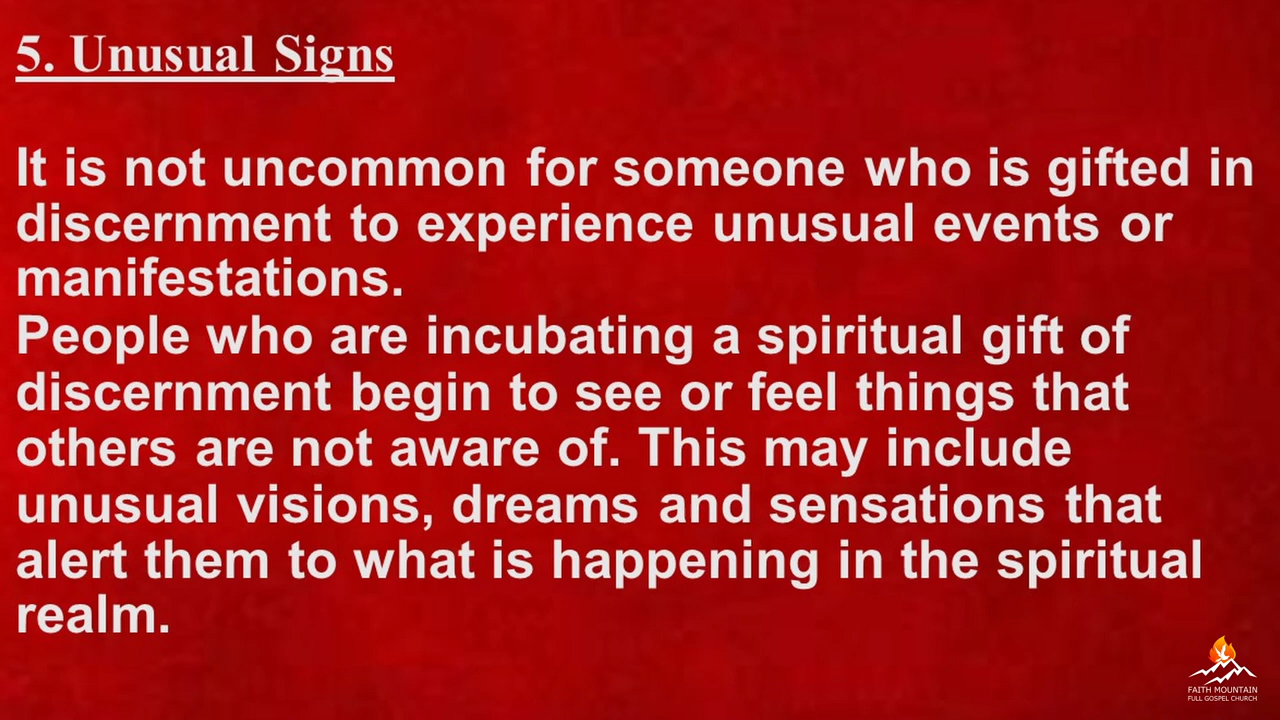 5. Unusual Signs
It is not uncommon for someone who is gifted in
discernment to experience unusual events or
manifestations.
People who are incubating a spiritual gift of
discernment begin to see or feel things that
others are not aware of. This may include
unusual visions, dreams and sensations that
alert them to what is happening in the spiritual
realm.
FAITH MOUNTAIN
FULL GOSPEL CHURCH